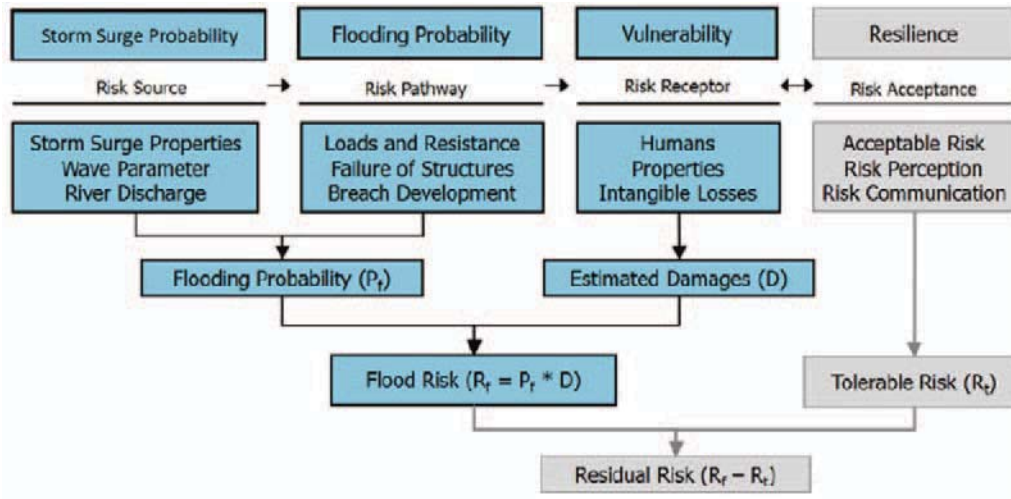 Storm Surge Probability
Flooding Probability
Vulnerability
Resilience
Risk Source
Risk Pathway
Risk Receptor
Risk Acceptance
Storm Surge Properties
Wave Parameter
River Discharge
Loads and Resistance
Failure of Structures
Breach Development
Humans
Properties
Intangible Losses
Acceptable Risk
Risk Perception
Risk Communication
Flooding Probability (Pf)
Estimated Damages (D)
Flood Risk (Rf = Pf * D)
Tolerable Risk (Rt)
Residual Risk (Rf – Rt)